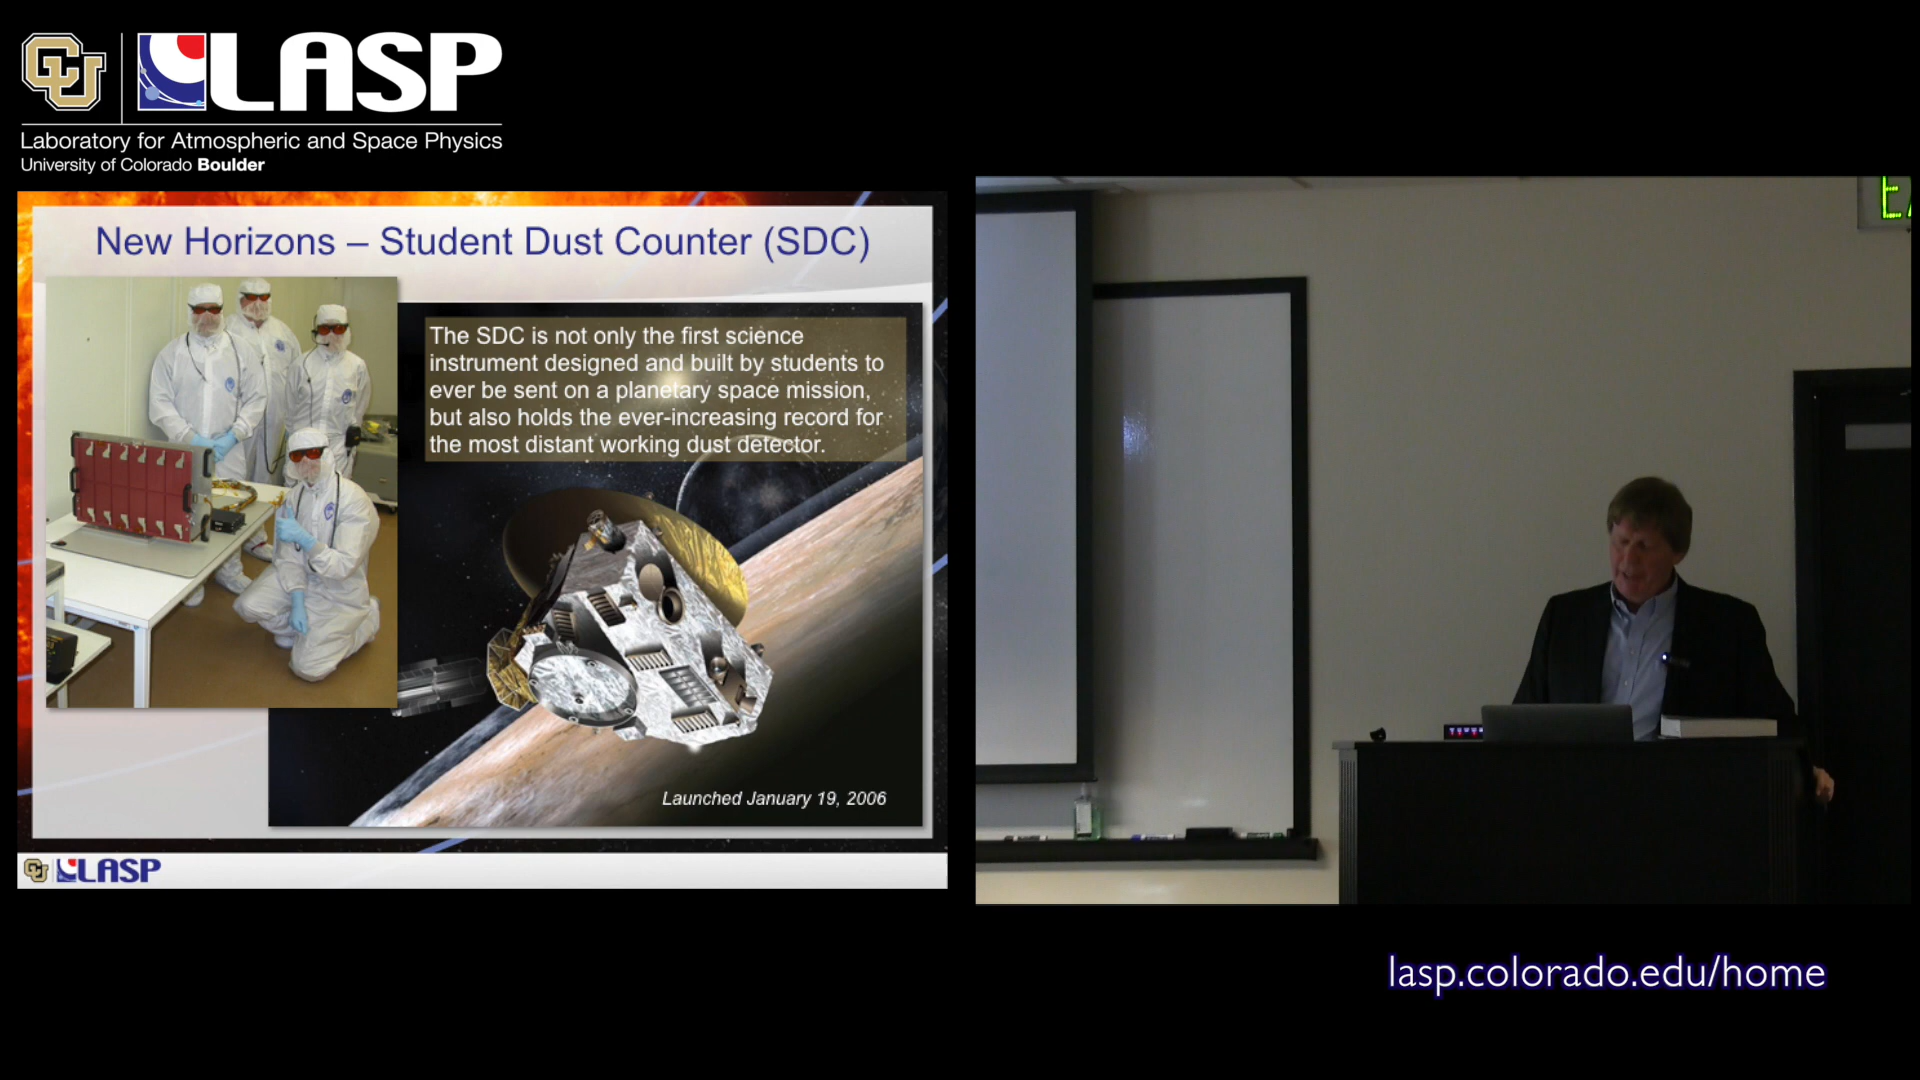 CU LASP
Laboratory for Atmospheric and Space Physics
University of Colorado Boulder
New Horizons – Student Dust Counter (SDC)
The SDC is not only the first science
instrument designed and built by students to
ever be sent on a planetary space mission,
but also holds the ever-increasing record for
the most distant working dust detector.
Launched January 19, 2006
CU LASP
lasp.colorado.edu/home